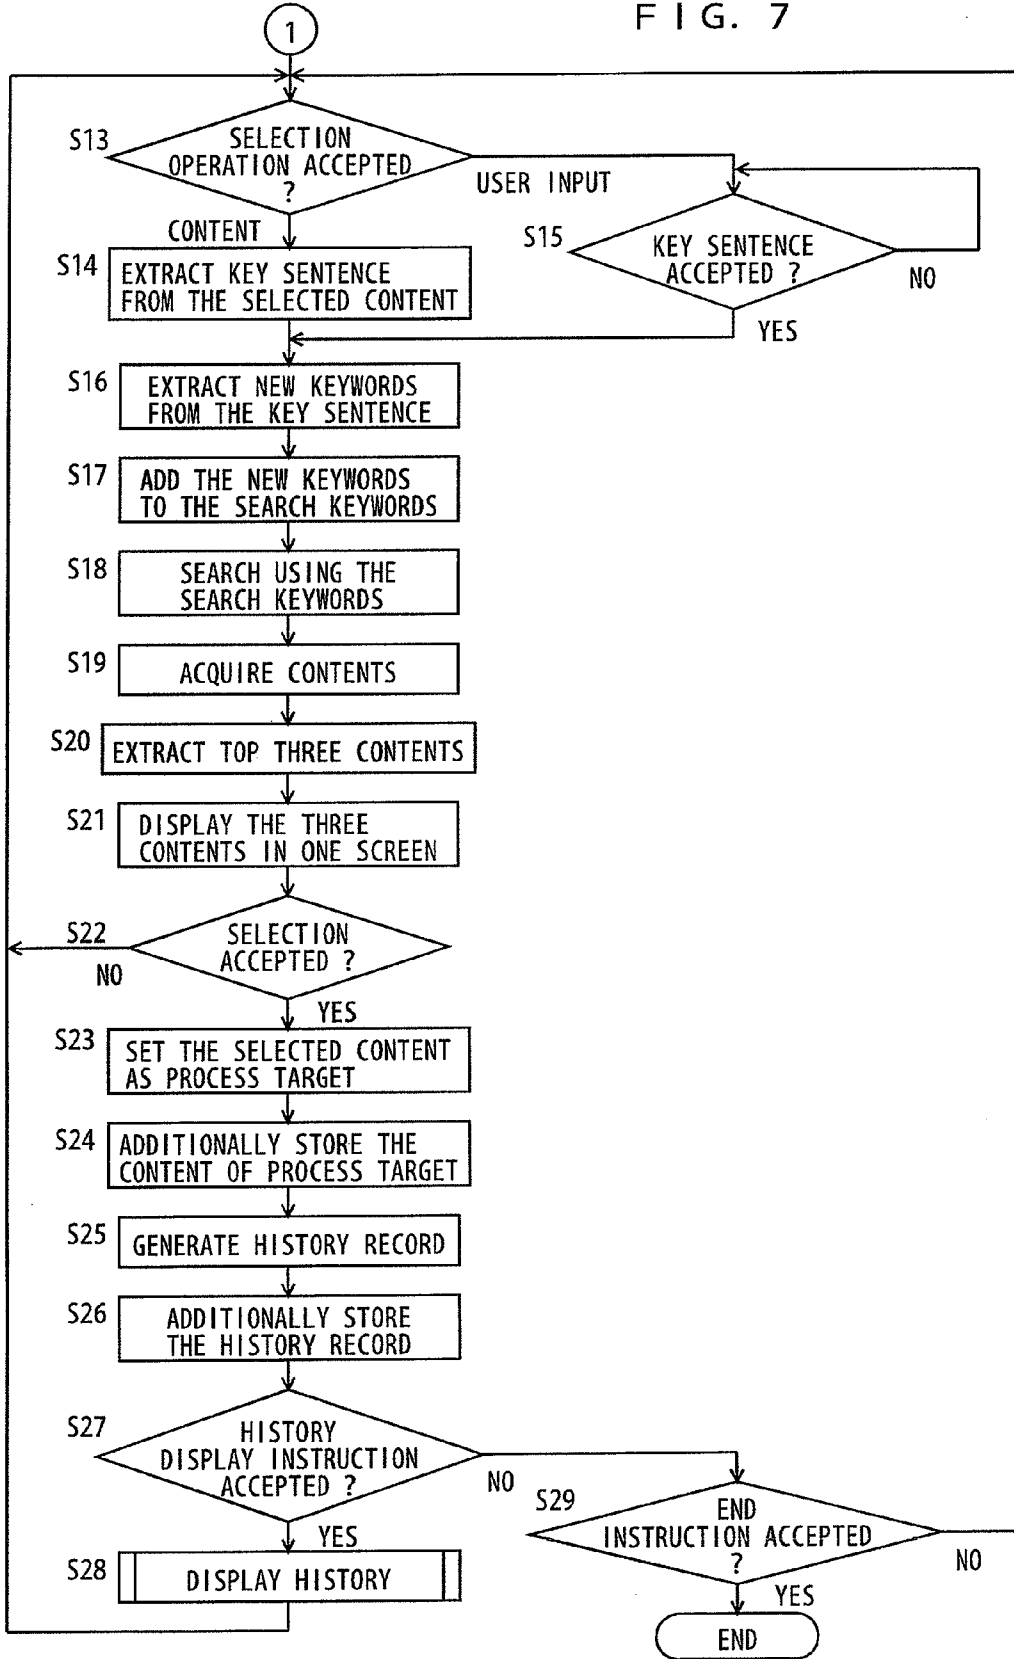 F I G. 7
1
S13
SELECTION
OPERATION ACCEPTED
?
USER INPUT
CONTENT
S14
EXTRACT KEY SENTENCE
FROM THE SELECTED CONTENT
S15
KEY SENTENCE
ACCEPTED ?
NO
YES
S16
EXTRACT NEW KEYWORDS
FROM THE KEY SENTENCE
S17
ADD THE NEW KEYWORDS
TO THE SEARCH KEYWORDS
S18
SEARCH USING THE
SEARCH KEYWORDS
S19
ACQUIRE CONTENTS
S20
EXTRACT TOP THREE CONTENTS
S21
DISPLAY THE THREE
CONTENTS IN ONE SCREEN
S22
SELECTION
ACCEPTED ?
NO
YES
S23
SET THE SELECTED CONTENT
AS PROCESS TARGET
S24
ADDITIONALLY STORE THE
CONTENT OF PROCESS TARGET
S25
GENERATE HISTORY RECORD
S26
ADDITIONALLY STORE
THE HISTORY RECORD
S27
HISTORY
DISPLAY INSTRUCTION
ACCEPTED ?
NO
YES
S28
DISPLAY HISTORY
S29
END
INSTRUCTION ACCEPTED
?
NO
YES
END